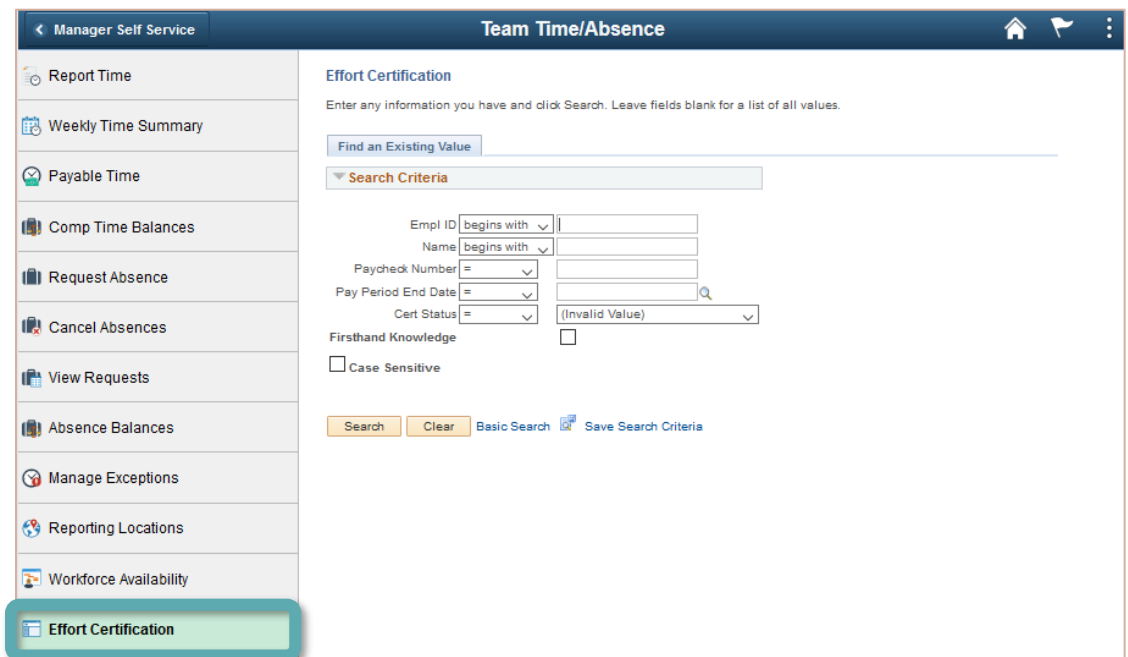 Manager Self Service
Team Time/Absence
Report Time
Weekly Time Summary
Payable Time
Comp Time Balances
Request Absence
Cancel Absences
View Requests
Absence Balances
Manage Exceptions
Reporting Locations
Workforce Availability
Effort Certification
Effort Certification
Enter any information you have and click Search. Leave fields blank for a list of all values.
Find an Existing Value
Search Criteria
Empl ID begins with
Name begins with
Paycheck Number =
Pay Period End Date =
Cert Status = (Invalid Value)
Firsthand Knowledge
Case Sensitive
Search Clear Basic Search Save Search Criteria